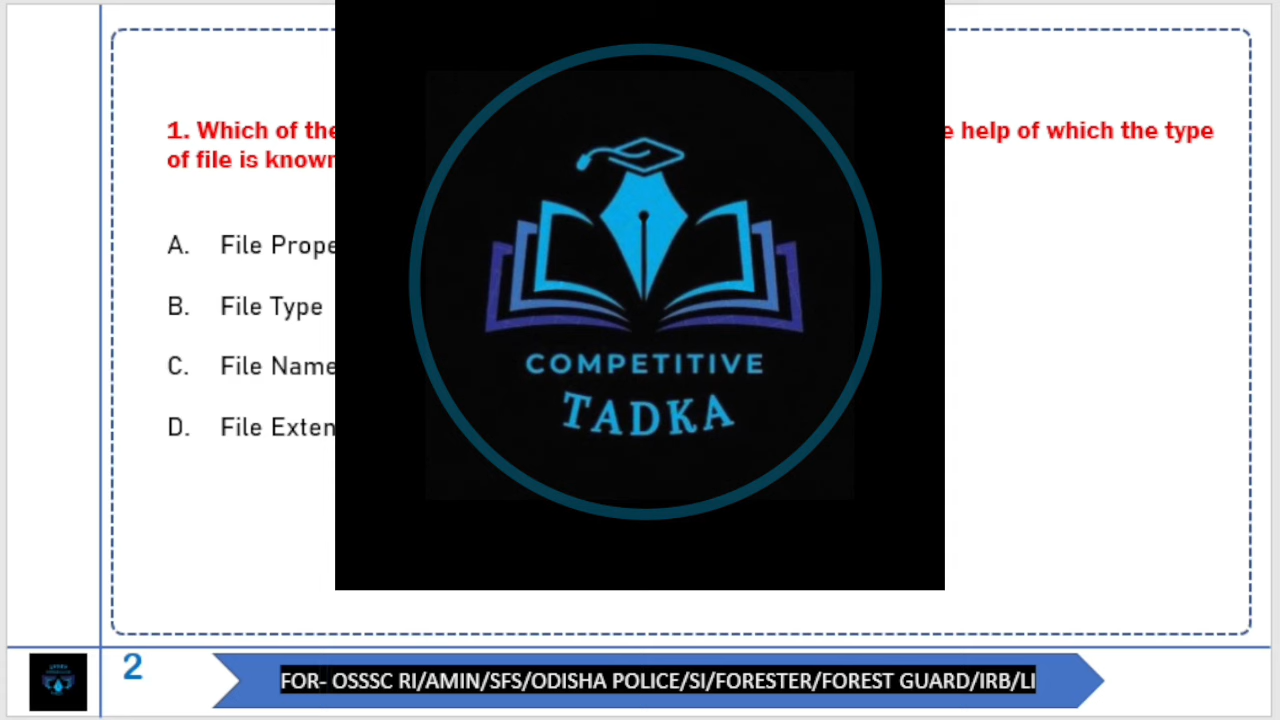 1. Which of the
help of which the type
of file is known
A. File Prope
B. File Type
C. File Name
D. File Exten
COMPETITIVE
TADKA
2
FOR- OSSSC RI/AMIN/SFS/ODISHA POLICE/SI/FORESTER/FOREST GUARD/IRB/LI